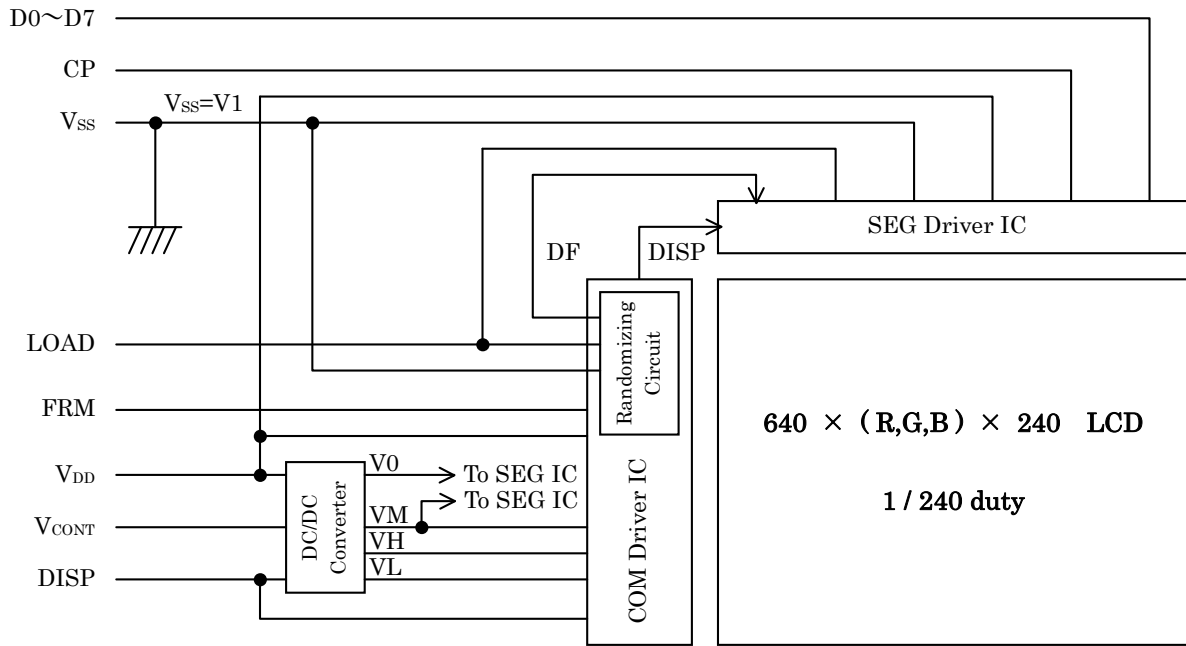 D0～D7
CP
VSS=V1
VSS
SEG Driver IC
DF
DISP
Randomizing
Circuit
LOAD
FRM
640 × (R,G,B) × 240 LCD
VDD
V0
To SEG IC
To SEG IC
1 / 240 duty
DC/DC
Converter
VCONT
VM
VH
VL
DISP
COM Driver IC